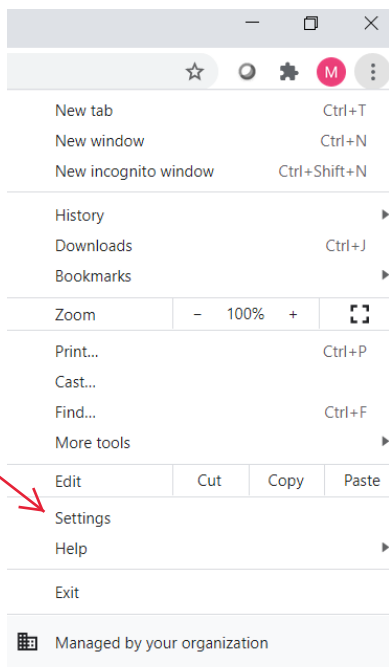 M
New tab Ctrl+T
New window Ctrl+N
New incognito window Ctrl+Shift+N
History
Downloads Ctrl+J
Bookmarks
Zoom - 100% +
Print... Ctrl+P
Cast...
Find... Ctrl+F
More tools
Edit Cut Copy Paste
Settings
Help
Exit
Managed by your organization